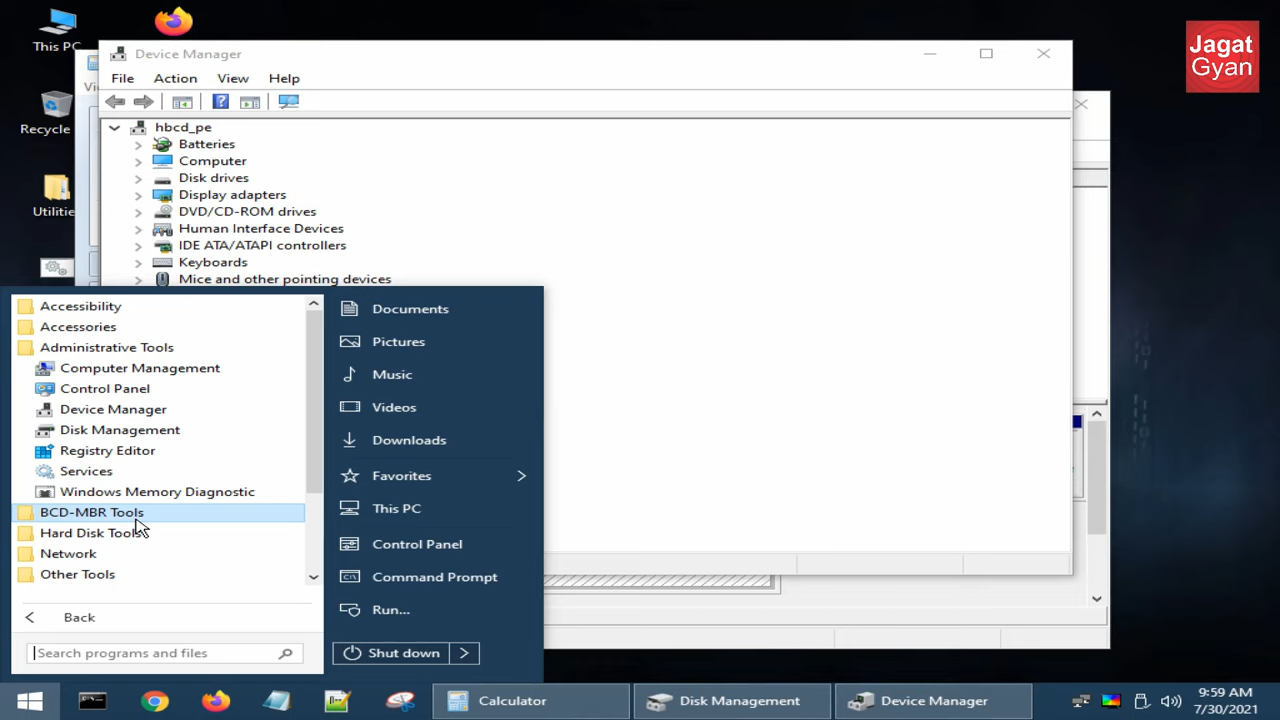 This PC
Recycle
Utilitie
Vi
Device Manager
File Action View Help
hbcd_pe
Batteries
Computer
Disk drives
Display adapters
DVD/CD-ROM drives
Human Interface Devices
IDE ATA/ATAPI controllers
Keyboards
Mice and other pointing devices
Jagat
Gyan
Accessibility
Accessories
Administrative Tools
Computer Management
Control Panel
Device Manager
Disk Management
Registry Editor
Services
Windows Memory Diagnostic
BCD-MBR Tools
Hard Disk Tools
Network
Other Tools
Back
Search programs and files
Documents
Pictures
Music
Videos
Downloads
Favorites
This PC
Control Panel
Command Prompt
Run...
Shut down
Calculator
Disk Management
Device Manager
9:59 AM
7/30/2021